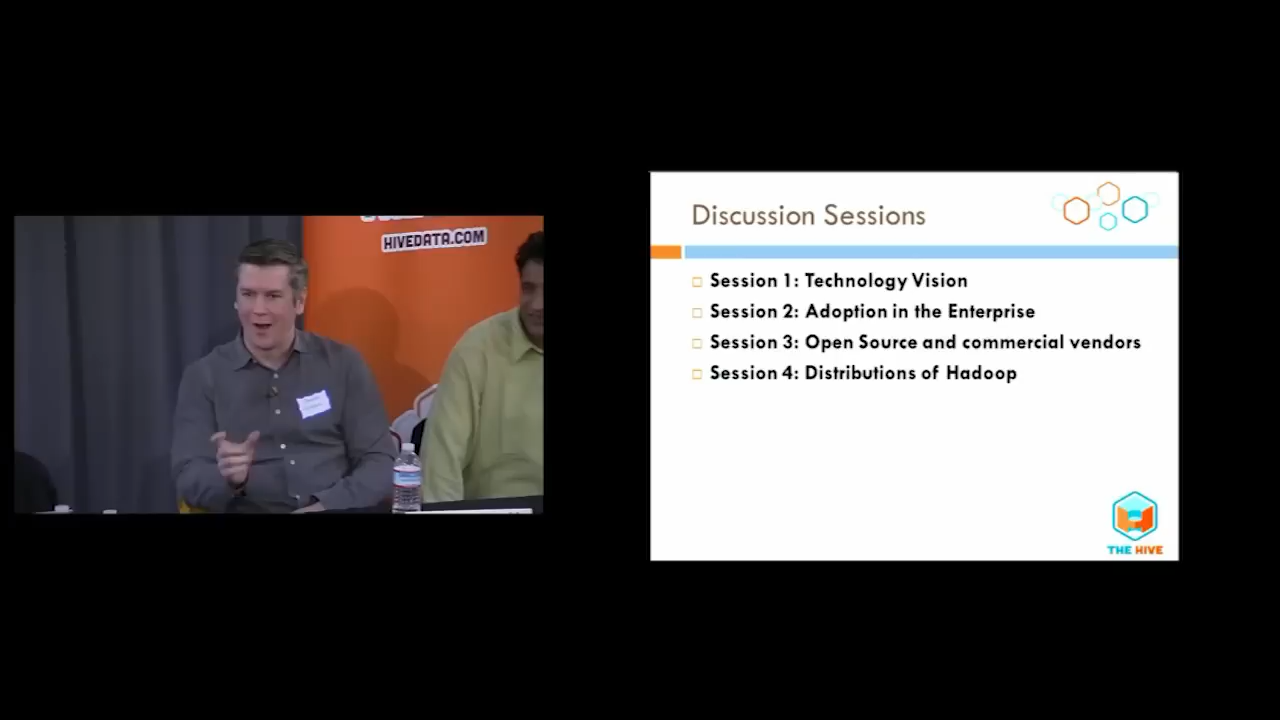 HIVEDATA.COM
Discussion Sessions
Session 1: Technology Vision
Session 2: Adoption in the Enterprise
Session 3: Open Source and commercial vendors
Session 4: Distributions of Hadoop
THE HIVE